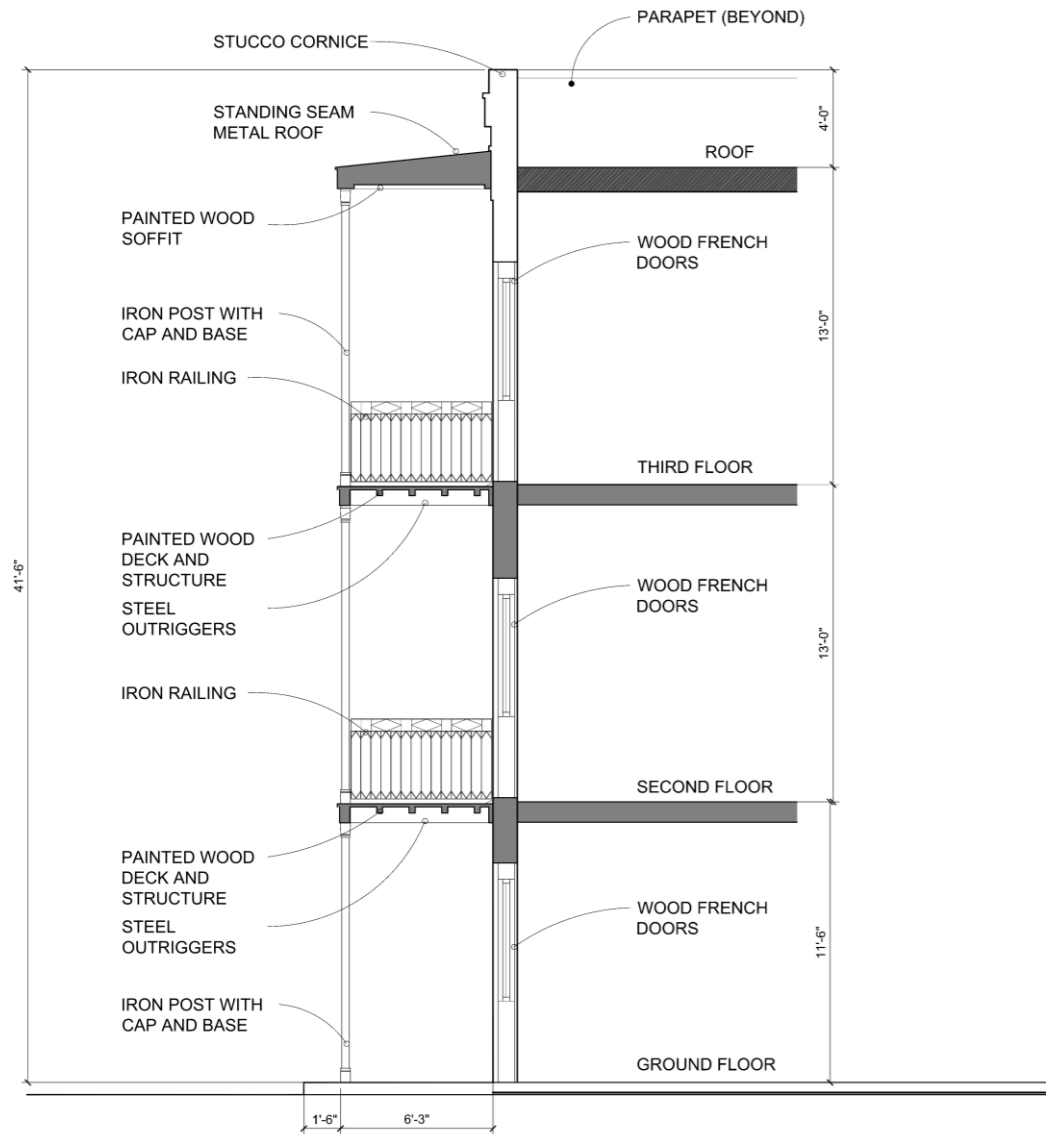 PARAPET (BEYOND)
STUCCO CORNICE
STANDING SEAM
METAL ROOF
4'-0"
ROOF
PAINTED WOOD
SOFFIT
WOOD FRENCH
DOORS
IRON POST WITH
CAP AND BASE
13'-0"
IRON RAILING
THIRD FLOOR
PAINTED WOOD
DECK AND
STRUCTURE
STEEL
OUTRIGGERS
41'-6"
WOOD FRENCH
DOORS
13'-0"
IRON RAILING
SECOND FLOOR
PAINTED WOOD
DECK AND
STRUCTURE
STEEL
OUTRIGGERS
WOOD FRENCH
DOORS
11'-6"
IRON POST WITH
CAP AND BASE
GROUND FLOOR
1'-6"
6'-3"